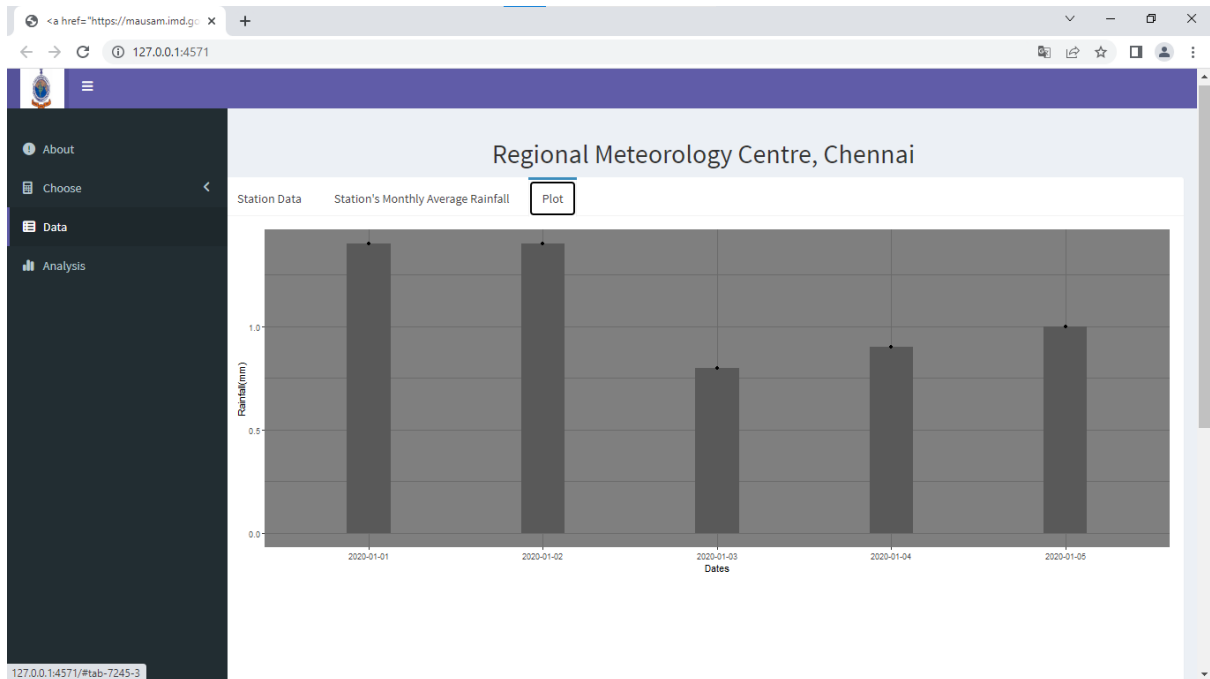 <a href="https://mausam.imd.go
127.0.0.1:4571
About
Choose
Data
Analysis
Regional Meteorology Centre, Chennai
Station Data Station's Monthly Average Rainfall Plot
Rainfall(mm)
1.0
0.5
0.0
2020-01-01 2020-01-02 2020-01-03 2020-01-04 2020-01-05
Dates
127.0.0.1:4571/#tab-7245-3